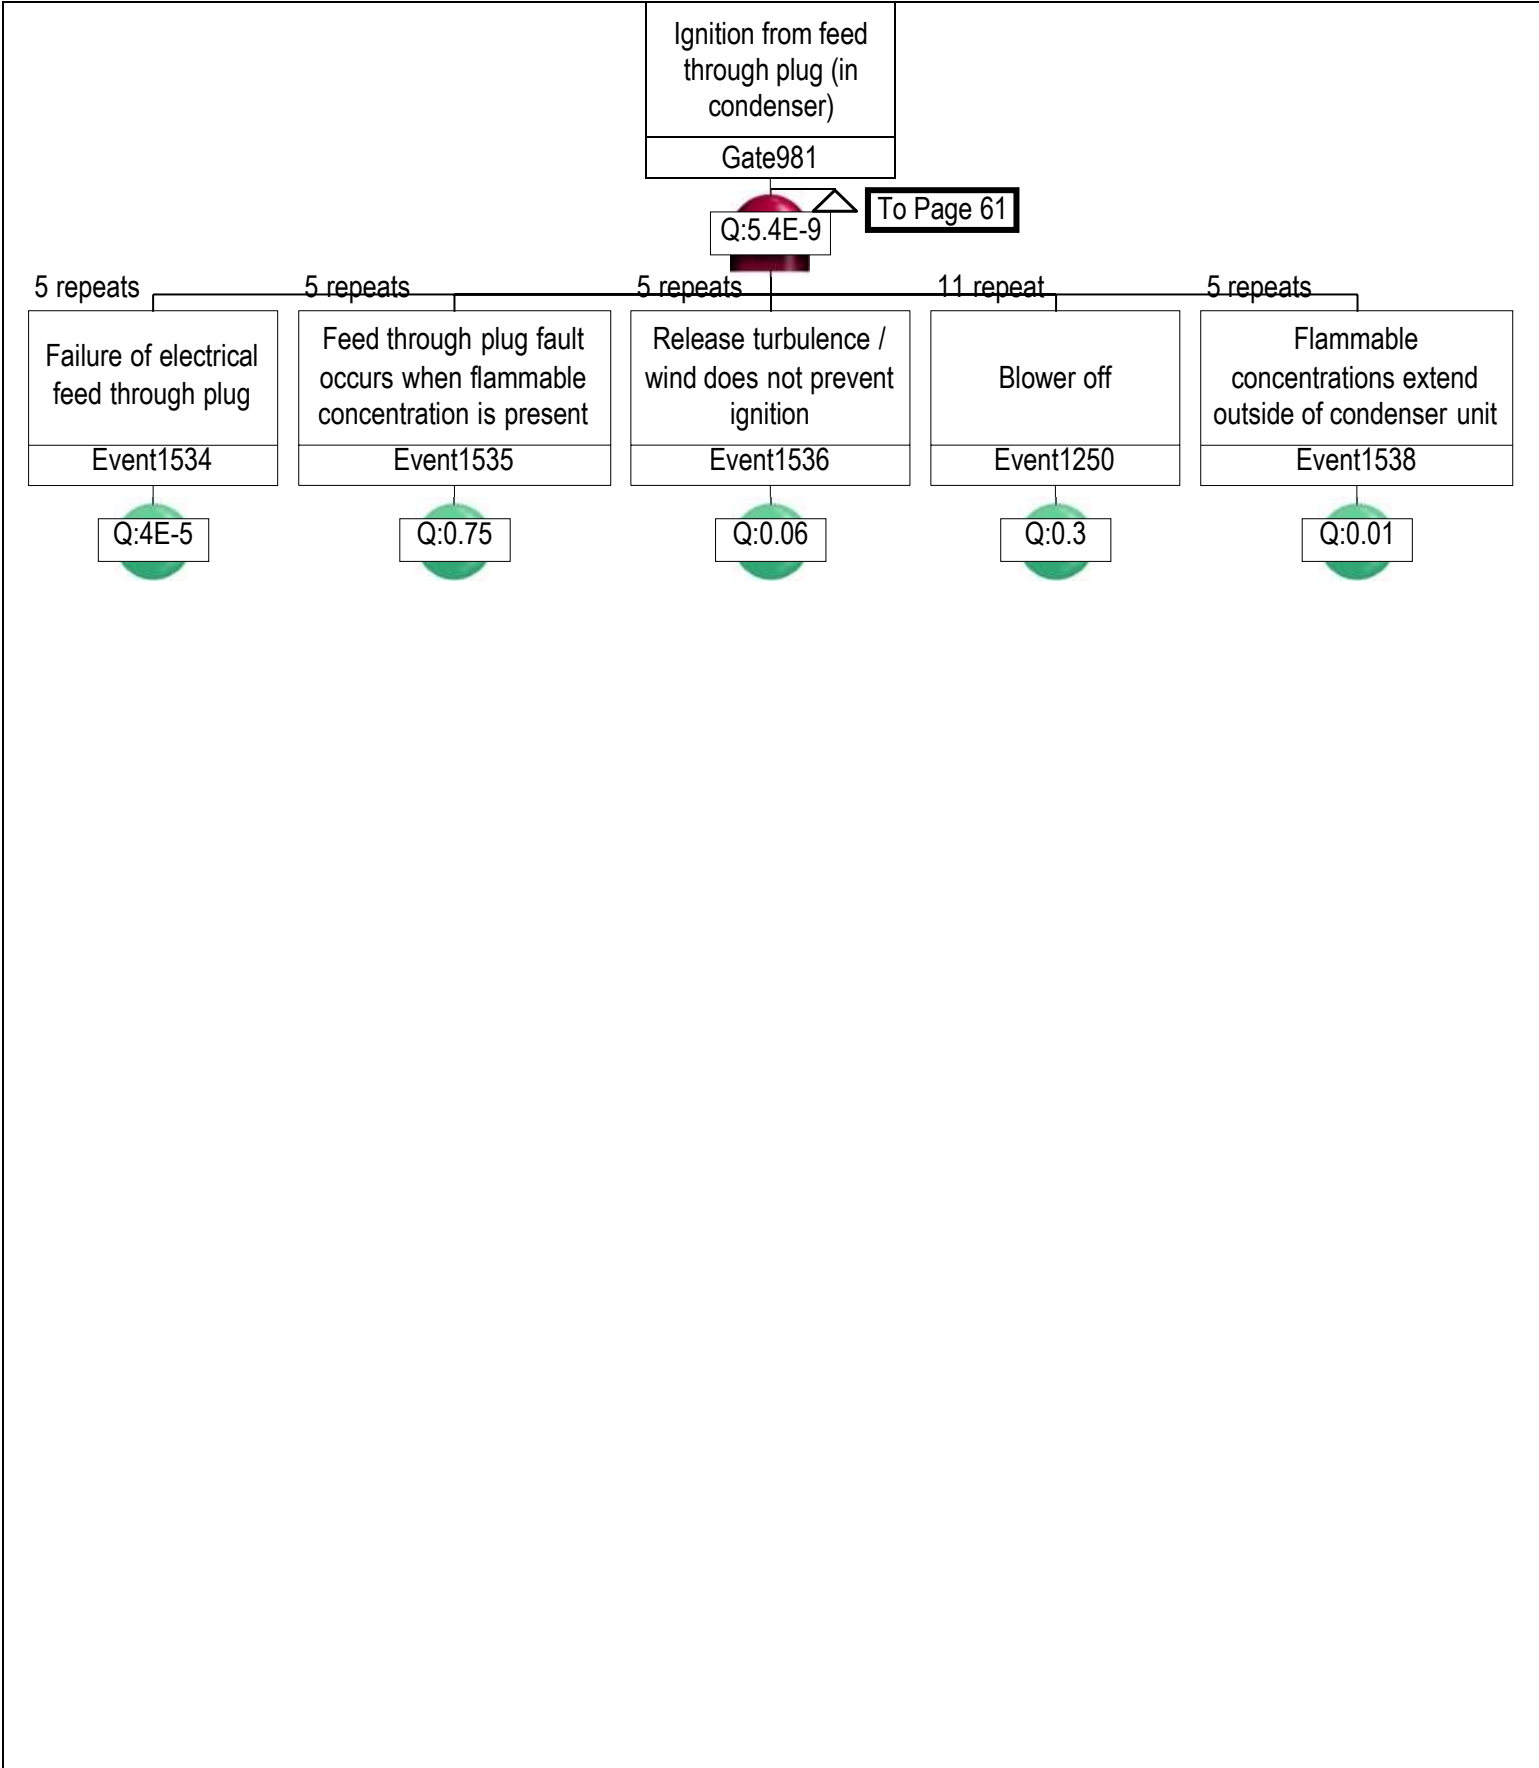 Ignition from feed
through plug (in
condenser)
Gate981
To Page 61
Q:5.4E-9
5 repeats
5 repeats
5 repeats
11 repeat
5 repeats
Failure of electrical
feed through plug
Event1534
Q:4E-5
Feed through plug fault
occurs when flammable
concentration is present
Event1535
Q:0.75
Release turbulence /
wind does not prevent
ignition
Event1536
Q:0.06
Blower off
Event1250
Q:0.3
Flammable
concentrations extend
outside of condenser unit
Event1538
Q:0.01